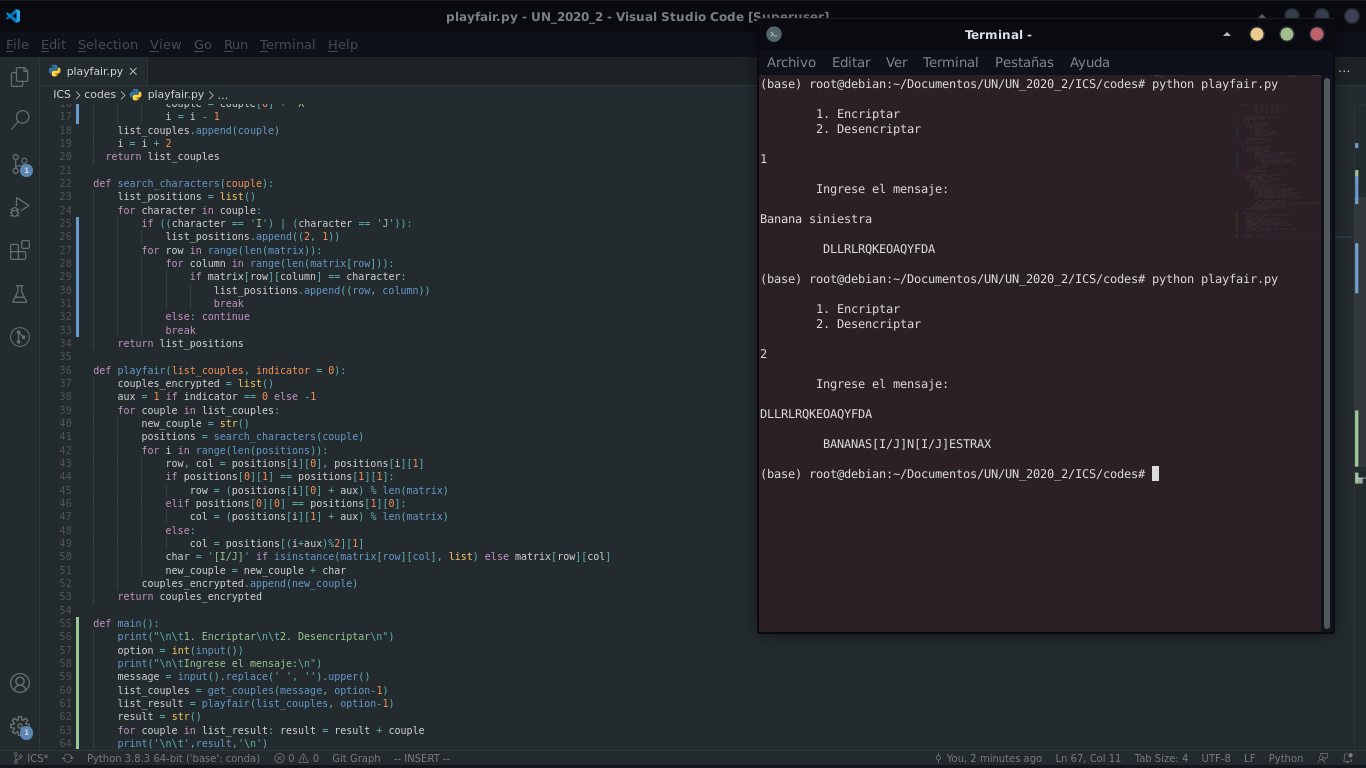 playfair.py - UN_2020_2 - Visual Studio Code [Superuser]
File Edit Selection View Go Run Terminal Help
playfair.py
ICS > codes > playfair.py > ...
16 couple = couple[0] + 'X'
17 i = i - 1
18 list_couples.append(couple)
19 i = i + 2
20 return list_couples
21
22 def search_characters(couple):
23 list_positions = list()
24 for character in couple:
25 if ((character == 'I') | (character == 'J')):
26 list_positions.append((2, 1))
27 for row in range(len(matrix)):
28 for column in range(len(matrix[row])):
29 if matrix[row][column] == character:
30 list_positions.append((row, column))
31 break
32 else: continue
33 break
34 return list_positions
35
36 def playfair(list_couples, indicator = 0):
37 couples_encrypted = list()
38 aux = 1 if indicator == 0 else -1
39 for couple in list_couples:
40 new_couple = str()
41 positions = search_characters(couple)
42 for i in range(len(positions)):
43 row, col = positions[i][0], positions[i][1]
44 if positions[0][1] == positions[1][1]:
45 row = (positions[i][0] + aux) % len(matrix)
46 elif positions[0][0] == positions[1][0]:
47 col = (positions[i][1] + aux) % len(matrix)
48 else:
49 col = positions[(i+aux)%2][1]
50 char = '[I/J]' if isinstance(matrix[row][col], list) else matrix[row][col]
51 new_couple = new_couple + char
52 couples_encrypted.append(new_couple)
53 return couples_encrypted
54
55 def main():
56 print("\n\t1. Encriptar\n\t2. Desencriptar\n")
57 option = int(input())
58 print("\n\tIngrese el mensaje:\n")
59 message = input().replace(' ', '').upper()
60 list_couples = get_couples(message, option-1)
61 list_result = playfair(list_couples, option-1)
62 result = str()
63 for couple in list_result: result = result + couple
64 print('\n\t',result,'\n')
Terminal -
Archivo Editar Ver Terminal Pestañas Ayuda
(base) root@debian:~/Documentos/UN/UN_2020_2/ICS/codes# python playfair.py
1. Encriptar
2. Desencriptar
1
Ingrese el mensaje:
Banana siniestra
DLLRLRQKEOAQYFDA
(base) root@debian:~/Documentos/UN/UN_2020_2/ICS/codes# python playfair.py
1. Encriptar
2. Desencriptar
2
Ingrese el mensaje:
DLLRLRQKEOAQYFDA
BANANAS[I/J]N[I/J]ESTRAX
(base) root@debian:~/Documentos/UN/UN_2020_2/ICS/codes#
1
1
ICS* Python 3.8.3 64-bit ('base': conda) 0 0 Git Graph -- INSERT -- You, 2 minutes ago Ln 67, Col 11 Tab Size: 4 UTF-8 LF Python